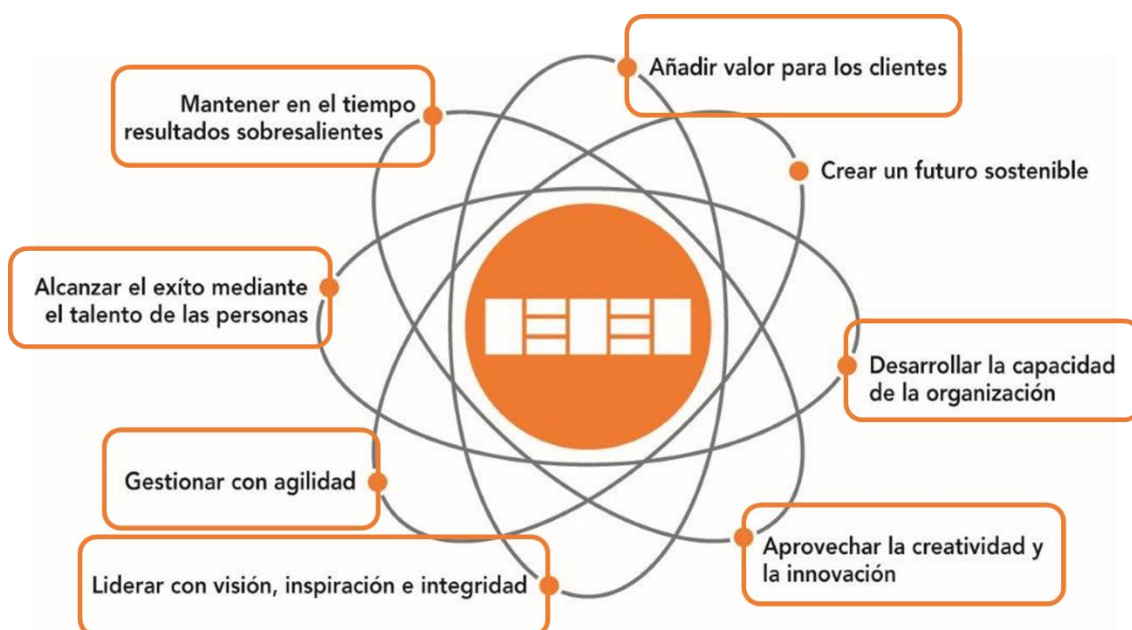 Añadir valor para los clientes
Mantener en el tiempo
resultados sobresalientes
Crear un futuro sostenible
Alcanzar el exíto mediante
el talento de las personas
Desarrollar la capacidad
de la organización
Gestionar con agilidad
Aprovechar la creatividad y
la innovación
Liderar con visión, inspiración e integridad